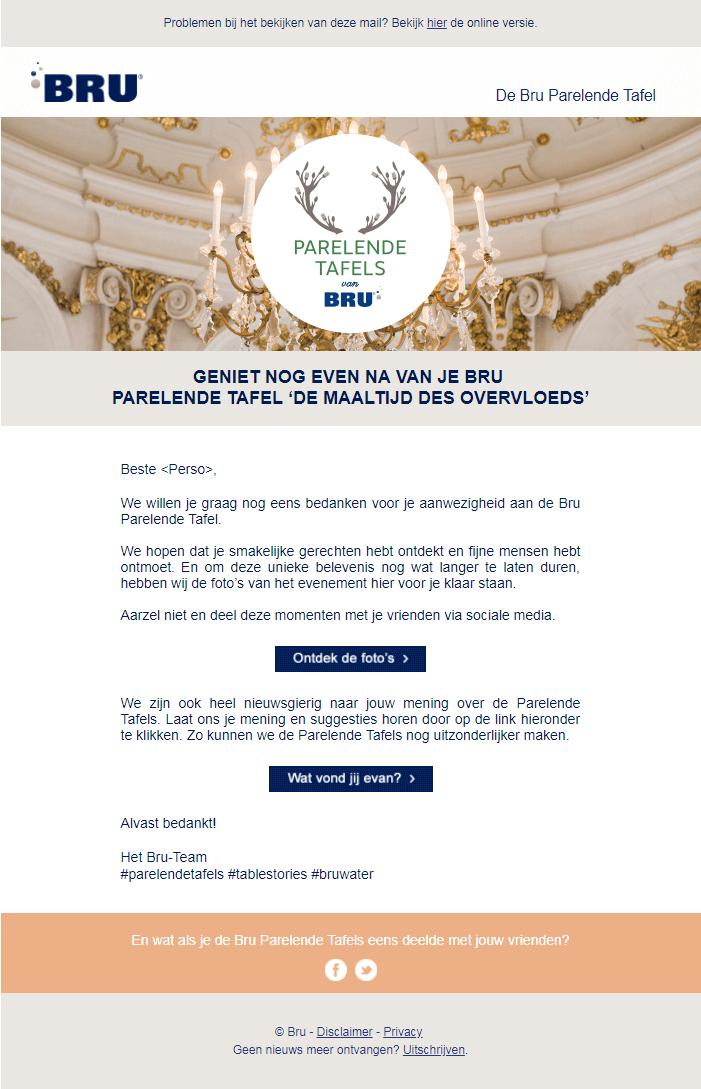 Problemen bij het bekijken van deze mail? Bekijk hier de online versie.
BRU®
De Bru Parelende Tafel
PARELENDE
TAFELS
van
BRU
GENIET NOG EVEN NA VAN JE BRU
PARELENDE TAFEL ‘DE MAALTIJD DES OVERVLOEDS’
Beste <Perso>,
We willen je graag nog eens bedanken voor je aanwezigheid aan de Bru
Parelende Tafel.
We hopen dat je smakelijke gerechten hebt ontdekt en fijne mensen hebt
ontmoet. En om deze unieke belevenis nog wat langer te laten duren,
hebben wij de foto’s van het evenement hier voor je klaar staan.
Aarzel niet en deel deze momenten met je vrienden via sociale media.
Ontdek de foto’s >
We zijn ook heel nieuwsgierig naar jouw mening over de Parelende
Tafels. Laat ons je mening en suggesties horen door op de link hieronder
te klikken. Zo kunnen we de Parelende Tafels nog uitzonderlijker maken.
Wat vond jij evan? >
Alvast bedankt!
Het Bru-Team
#parelendetafels #tablestories #bruwater
En wat als je de Bru Parelende Tafels eens deelde met jouw vrienden?
© Bru - Disclaimer - Privacy
Geen nieuws meer ontvangen? Uitschrijven.